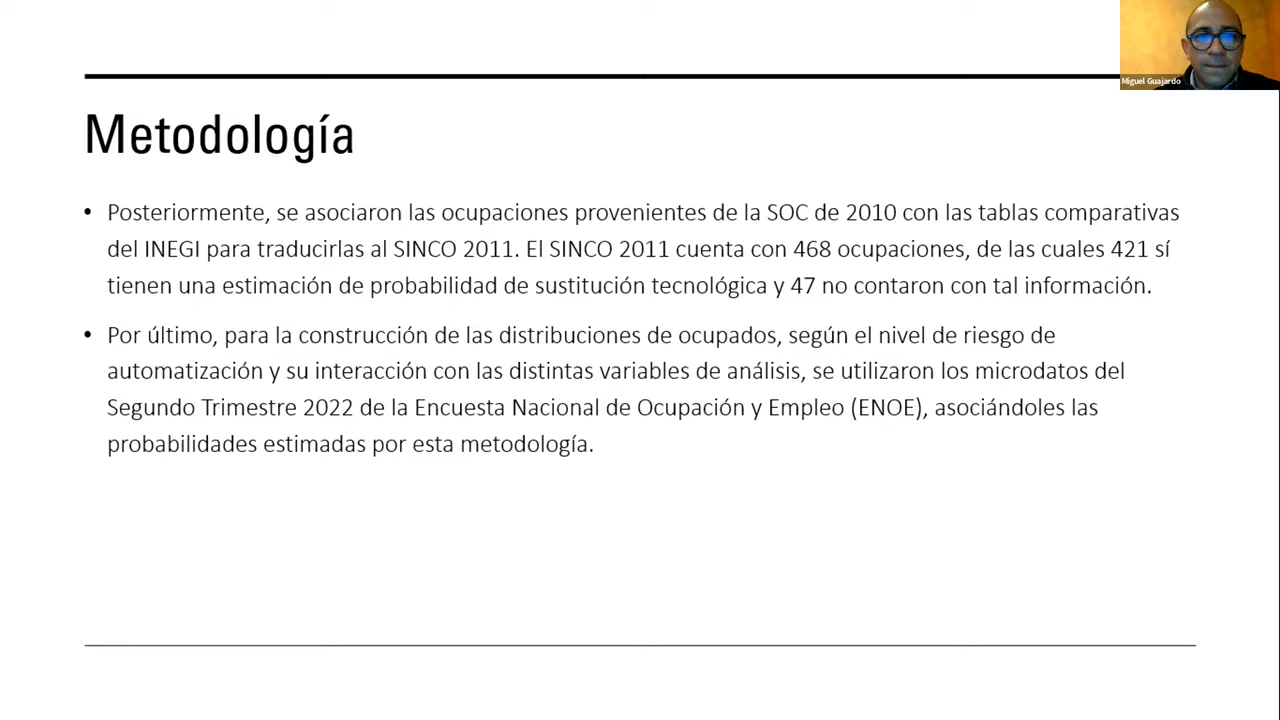 Miguel Guajardo
Metodología
• Posteriormente, se asociaron las ocupaciones provenientes de la SOC de 2010 con las tablas comparativas
del INEGI para traducirlas al SINCO 2011. El SINCO 2011 cuenta con 468 ocupaciones, de las cuales 421 sí
tienen una estimación de probabilidad de sustitución tecnológica y 47 no contaron con tal información.
• Por último, para la construcción de las distribuciones de ocupados, según el nivel de riesgo de
automatización y su interacción con las distintas variables de análisis, se utilizaron los microdatos del
Segundo Trimestre 2022 de la Encuesta Nacional de Ocupación y Empleo (ENOE), asociándoles las
probabilidades estimadas por esta metodología.